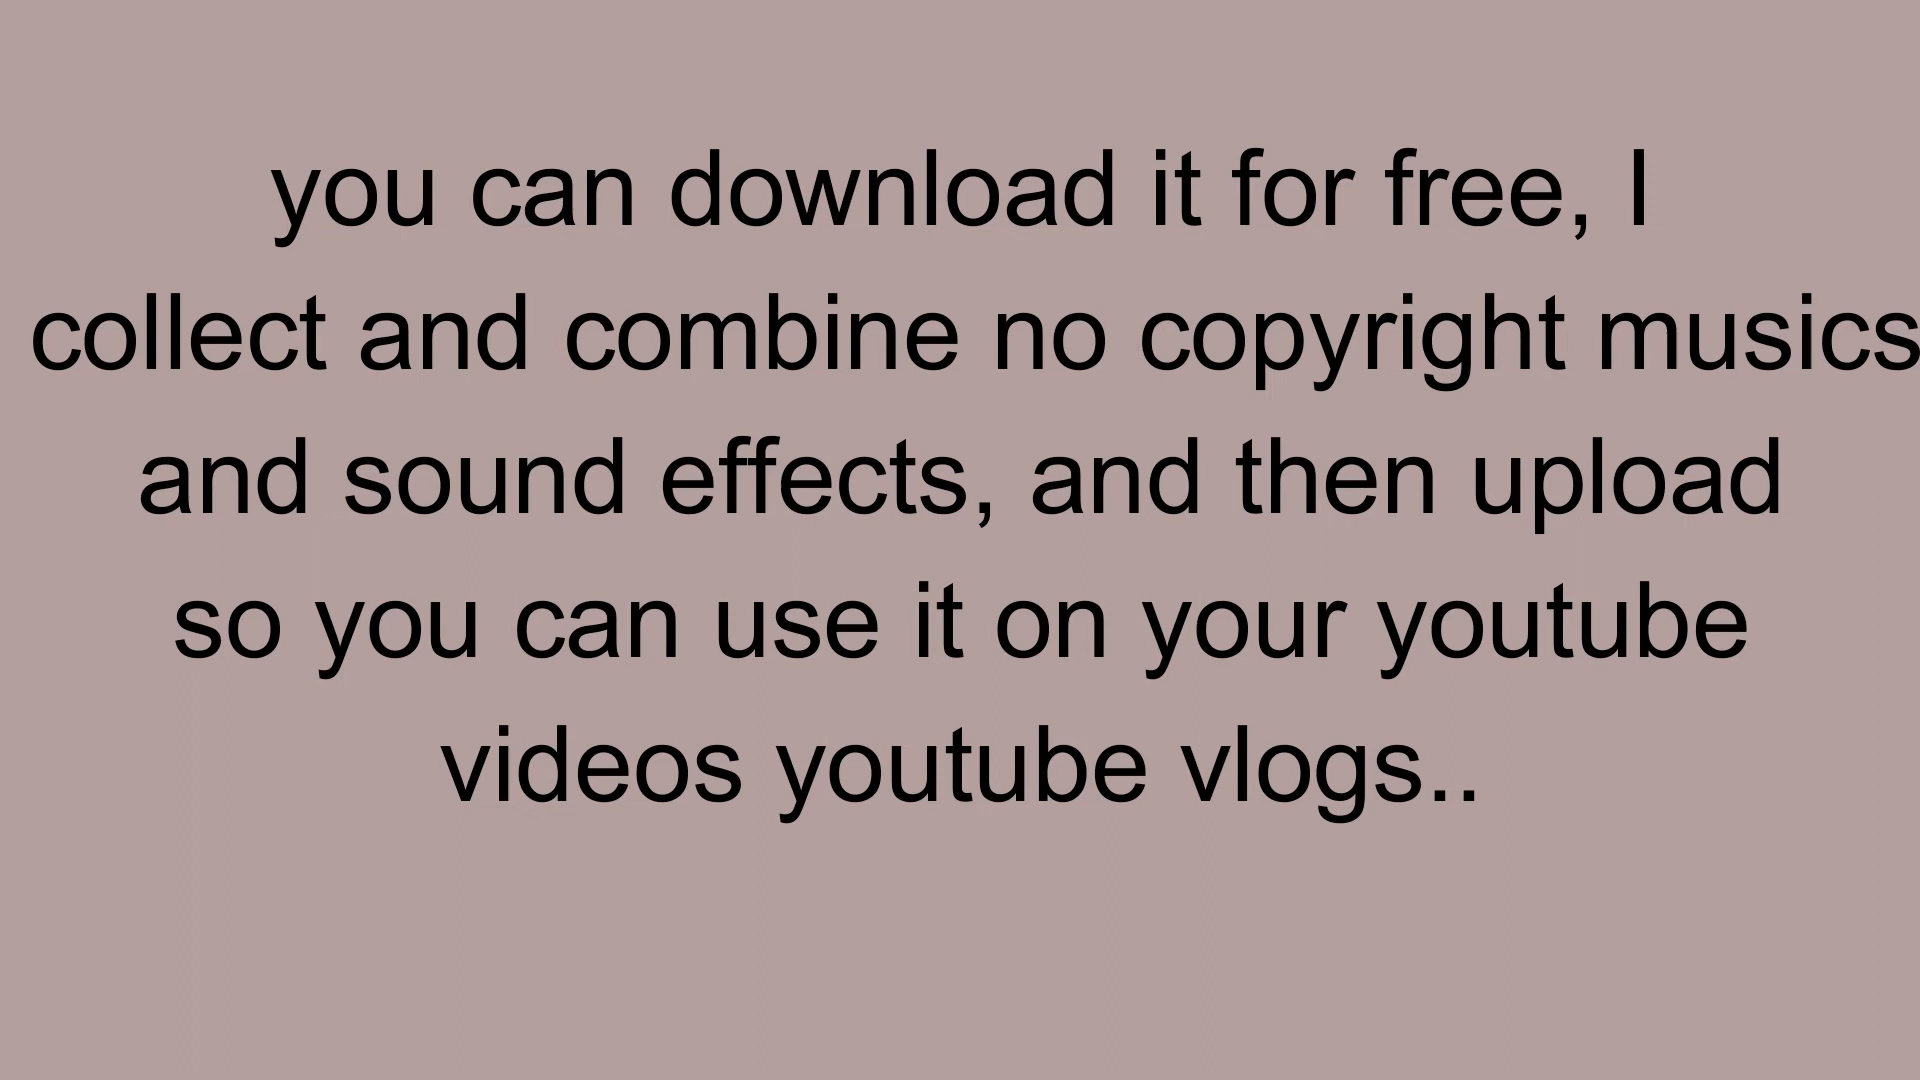 you can download it for free, I
collect and combine no copyright musics
and sound effects, and then upload
so you can use it on your youtube
videos youtube vlogs..